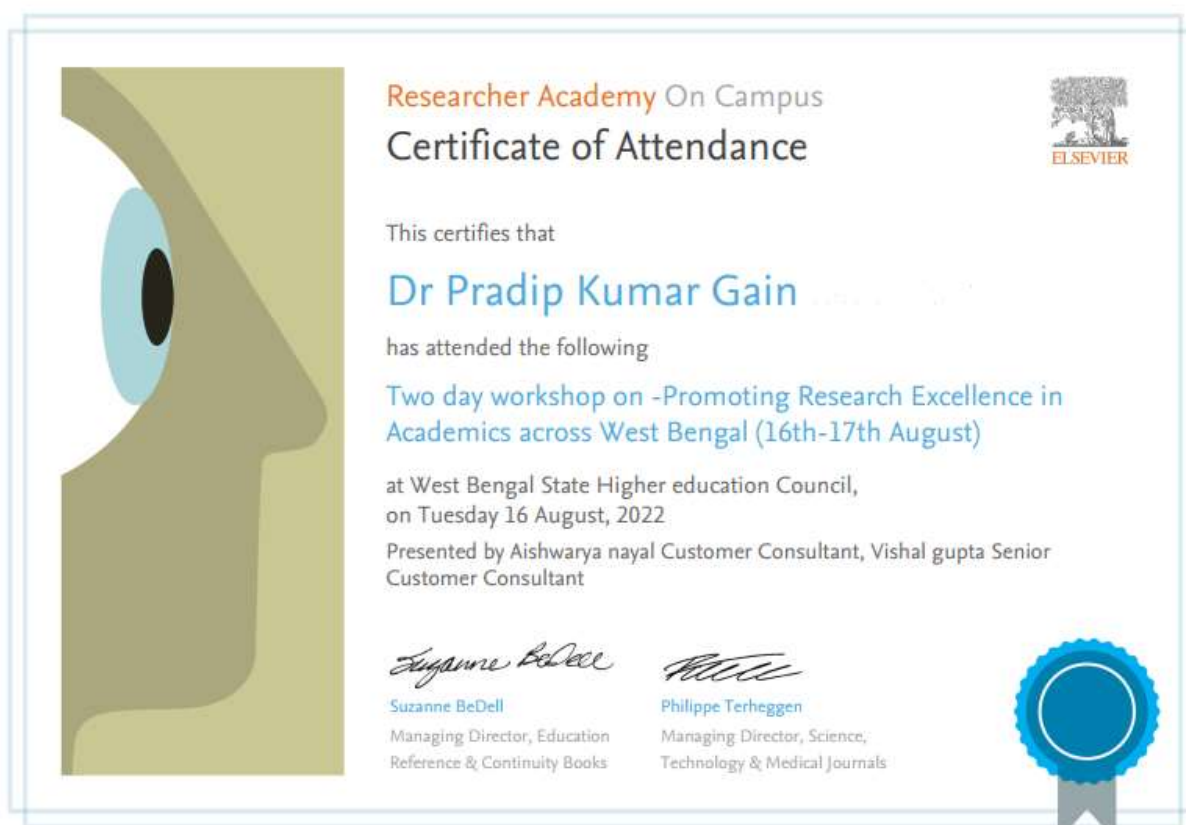 Researcher Academy On Campus
Certificate of Attendance
ELSEVIER
This certifies that
Dr Pradip Kumar Gain
has attended the following
Two day workshop on -Promoting Research Excellence in
Academics across West Bengal (16th-17th August)
at West Bengal State Higher education Council,
on Tuesday 16 August, 2022
Presented by Aishwarya nayal Customer Consultant, Vishal gupta Senior
Customer Consultant
Suzanne BeDell
Suzanne BeDell
Managing Director, Education
Reference & Continuity Books
Philippe Terheggen
Managing Director, Science,
Technology & Medical Journals